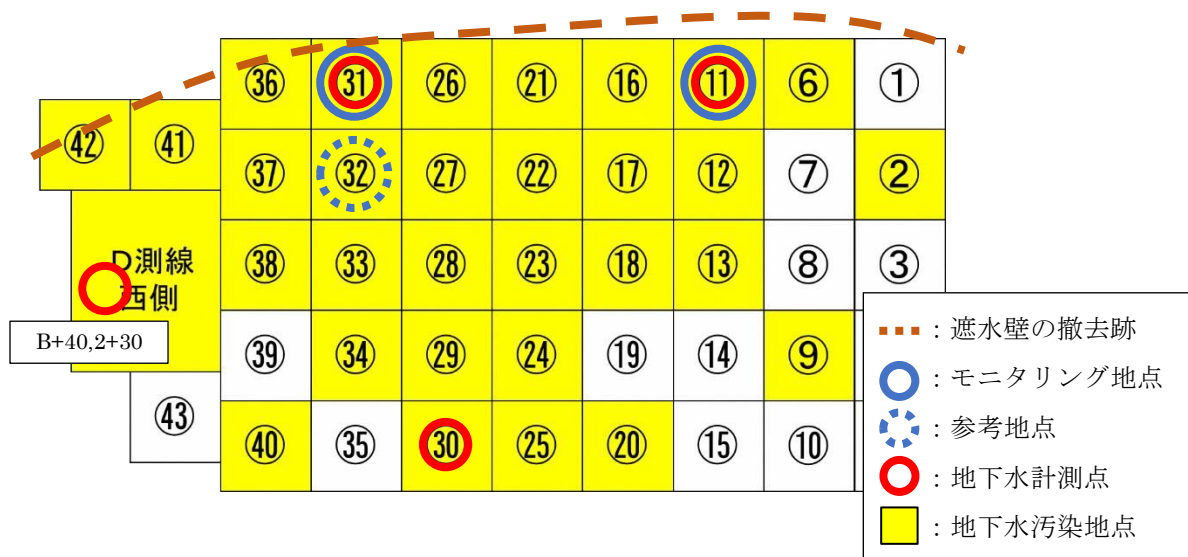 ㊱ ㉛ ㉖ ㉑ ⑯ ⑪ ⑥ ①
㊷ ㊶
㊲ ㉜ ㉗ ㉒ ⑰ ⑫ ⑦ ②
D測線
西側
㊳ ㉝ ㉘ ㉓ ⑱ ⑬ ⑧ ③
B+40,2+30
㊴ ㉞ ㉙ ㉔ ⑲ ⑭ ⑨
㊸
㊵ ㉟ ㉚ ㉕ ⑳ ⑮ ⑩
:遮水壁の撤去跡
:モニタリング地点
:参考地点
:地下水計測点
:地下水汚染地点